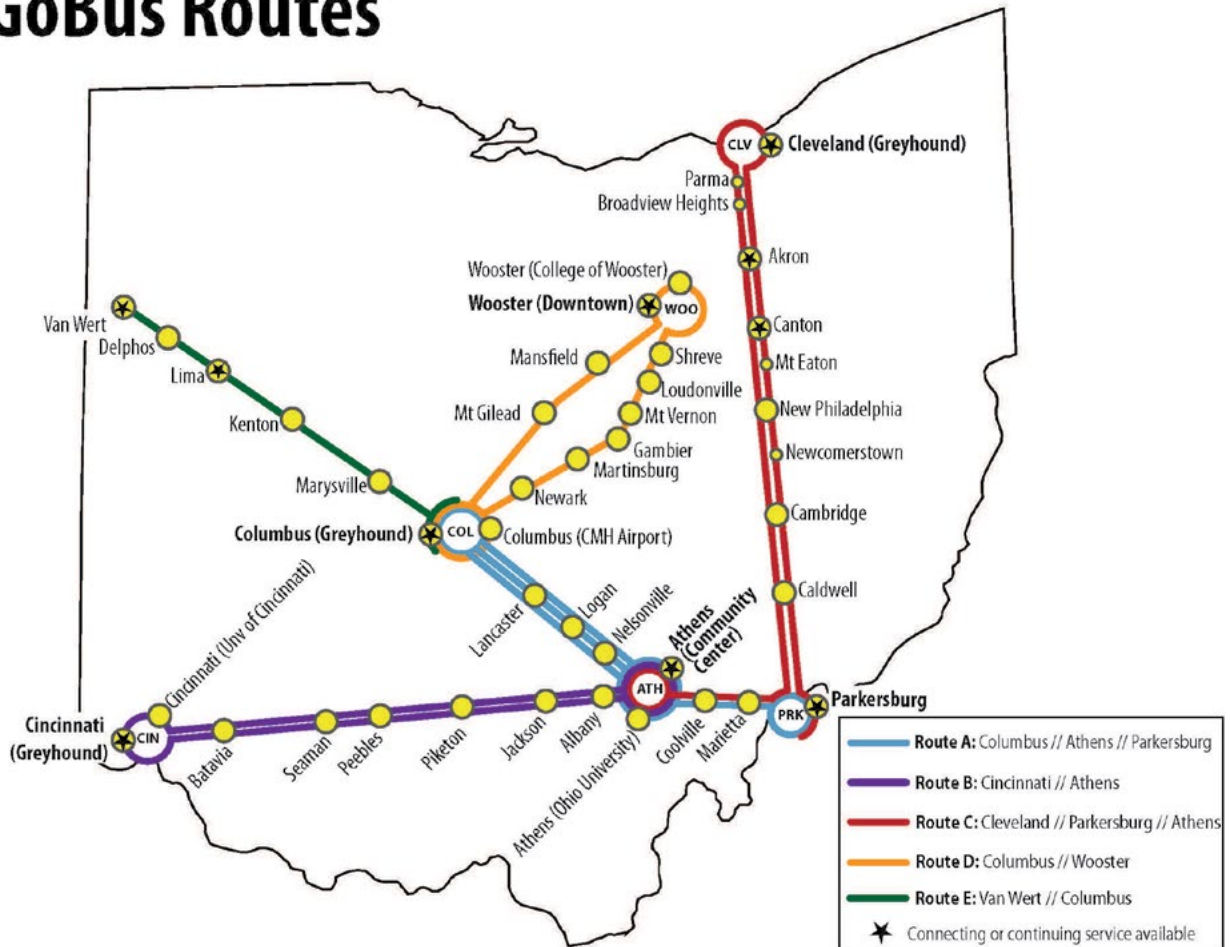 GoBus Routes
CLV
Cleveland (Greyhound)
Parma
Broadview Heights
Akron
Wooster (College of Wooster)
Wooster (Downtown)
WOO
Canton
Van Wert
Delphos
Mansfield
Shreve
Mt Eaton
Lima
Loudonville
Mt Gilead
Mt Vernon
New Philadelphia
Kenton
Gambier
Newcomerstown
Martinsburg
Marysville
Newark
Cambridge
Columbus (Greyhound)
COL
Columbus (CMH Airport)
Caldwell
Lancaster
Logan
Nelsonville
Athens
(Community
Center)
ATH
Cincinnati (Unv of Cincinnati)
Cincinnati
(Greyhound)
CIN
Batavia
Seaman
Peebles
Piketon
Jackson
Albany
Athens (Ohio University)
Coolville
Marietta
PRK
Parkersburg
Route A: Columbus // Athens // Parkersburg
Route B: Cincinnati // Athens
Route C: Cleveland // Parkersburg // Athens
Route D: Columbus // Wooster
Route E: Van Wert // Columbus
Connecting or continuing service available